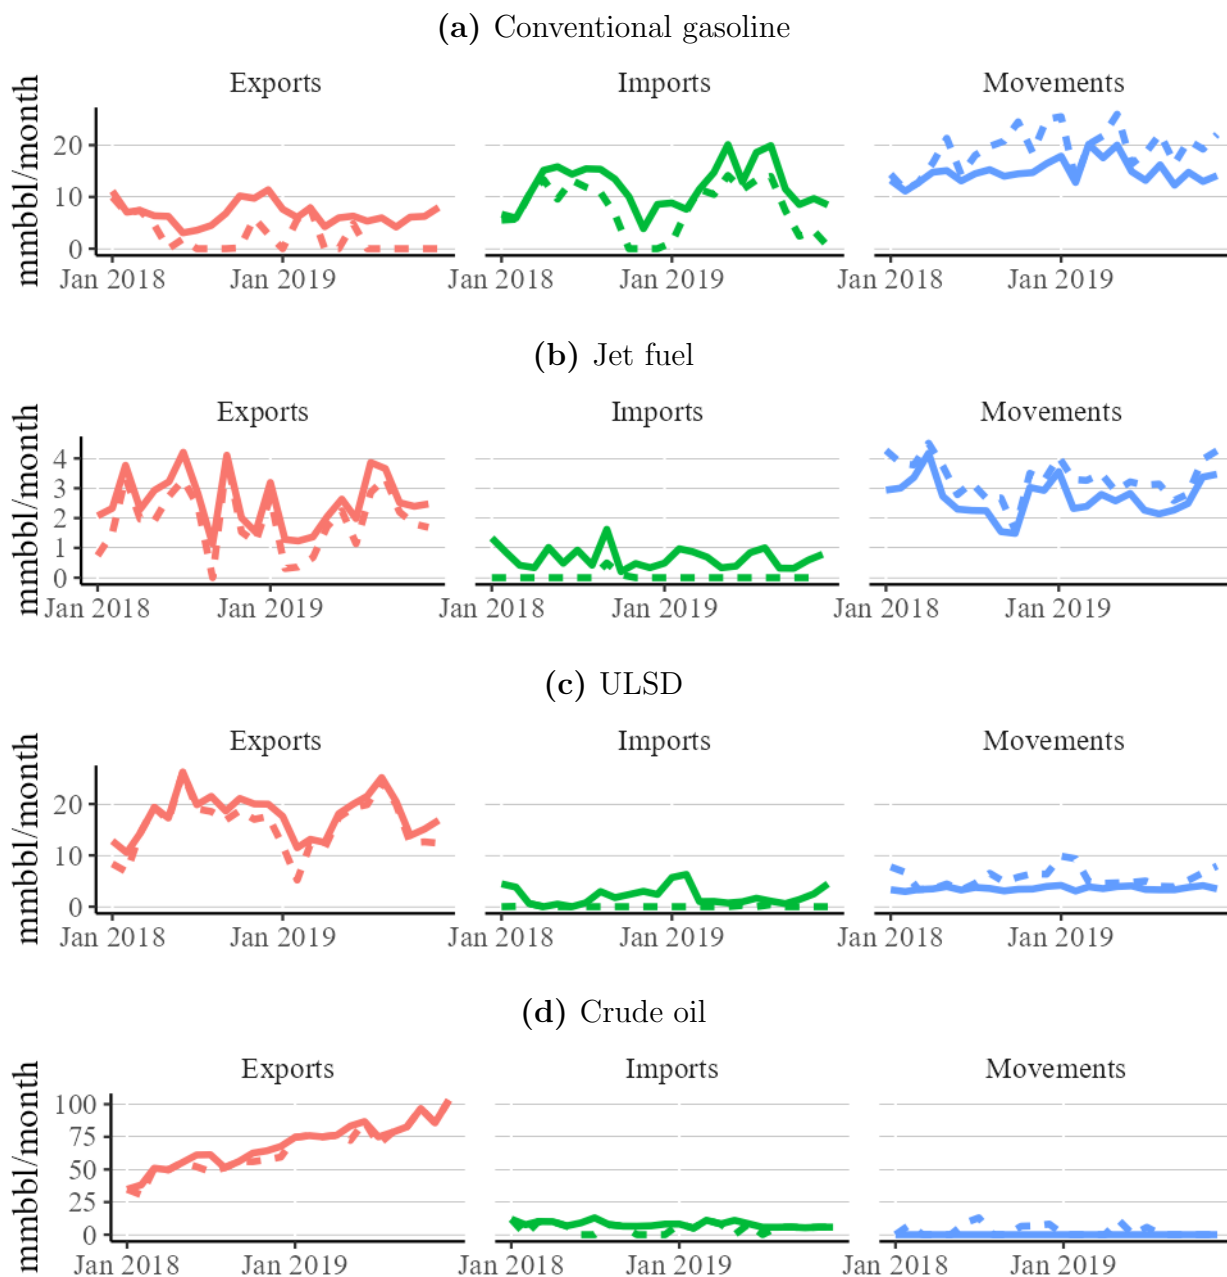 (a) Conventional gasoline
Exports Imports Movements
mmbbl/month
20
10
0
Jan 2018 Jan 2019 Jan 2018 Jan 2019 Jan 2018 Jan 2019
(b) Jet fuel
Exports Imports Movements
mmbbl/month
4
3
2
1
0
Jan 2018 Jan 2019 Jan 2018 Jan 2019 Jan 2018 Jan 2019
(c) ULSD
Exports Imports Movements
mmbbl/month
20
10
0
Jan 2018 Jan 2019 Jan 2018 Jan 2019 Jan 2018 Jan 2019
(d) Crude oil
Exports Imports Movements
mmbbl/month
100
75
50
25
0
Jan 2018 Jan 2019 Jan 2018 Jan 2019 Jan 2018 Jan 2019